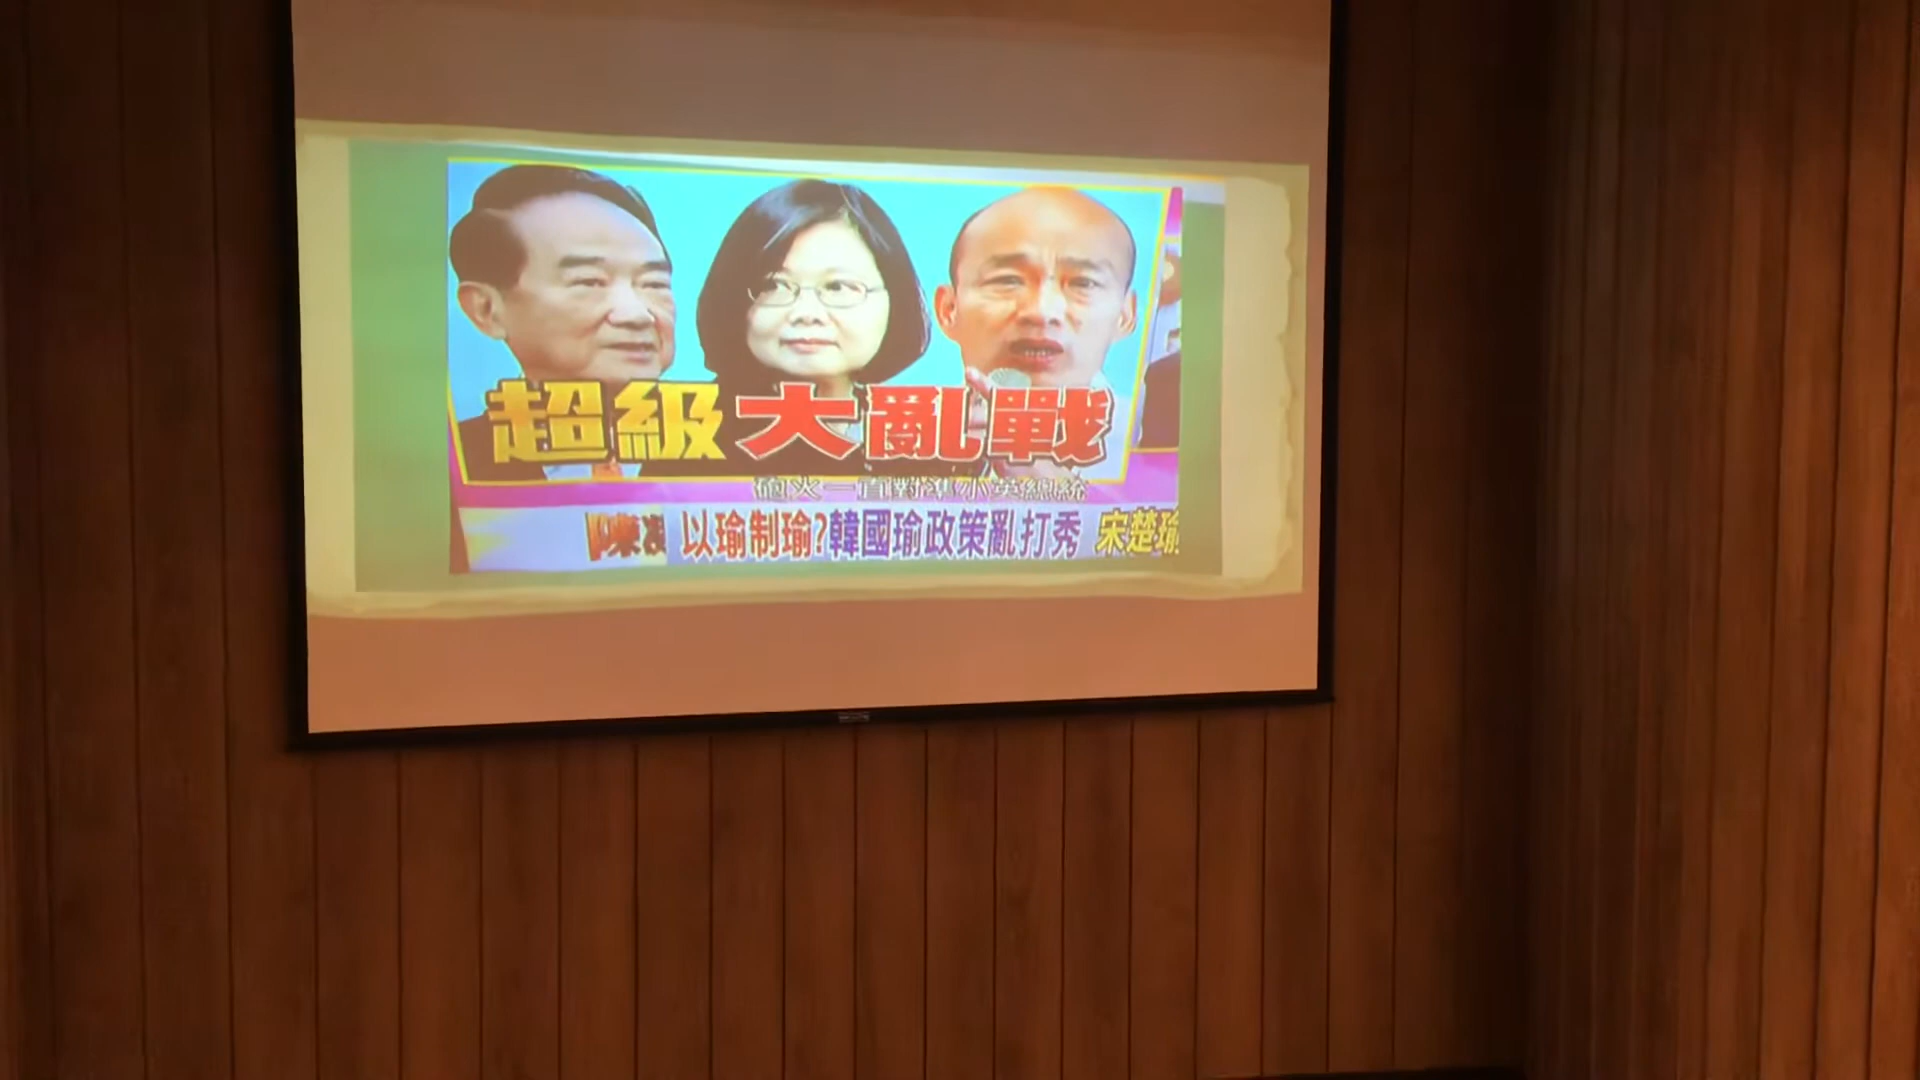 超級大亂戰
砲火一直對準小英總統
以瑜制瑜?韓國瑜政策亂打秀 宋楚瑜